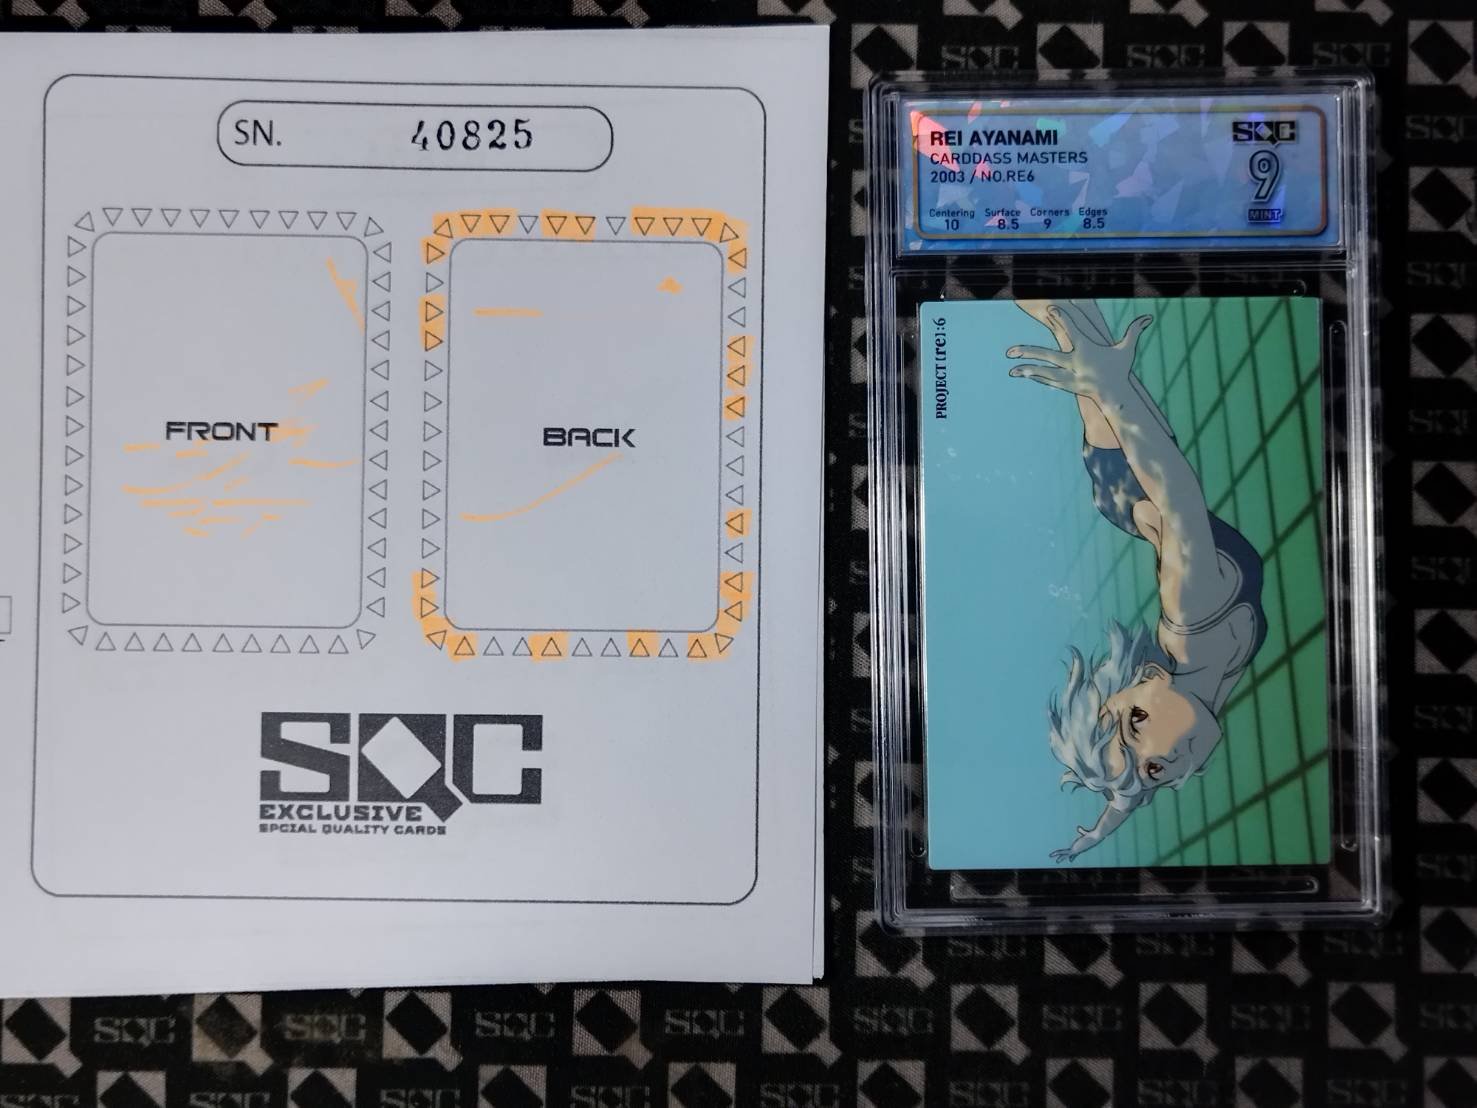 SN. 40825
FRONT
BACK
SQC
EXCLUSIVE
SPCIAL QUALITY CARDS
REI AYANAMI
CARDDASS MASTERS
2003 / NO.RE6
Centering Surface Corners Edges
10 8.5 9 8.5
SQC
9
MINT
PROJECT [re]:6